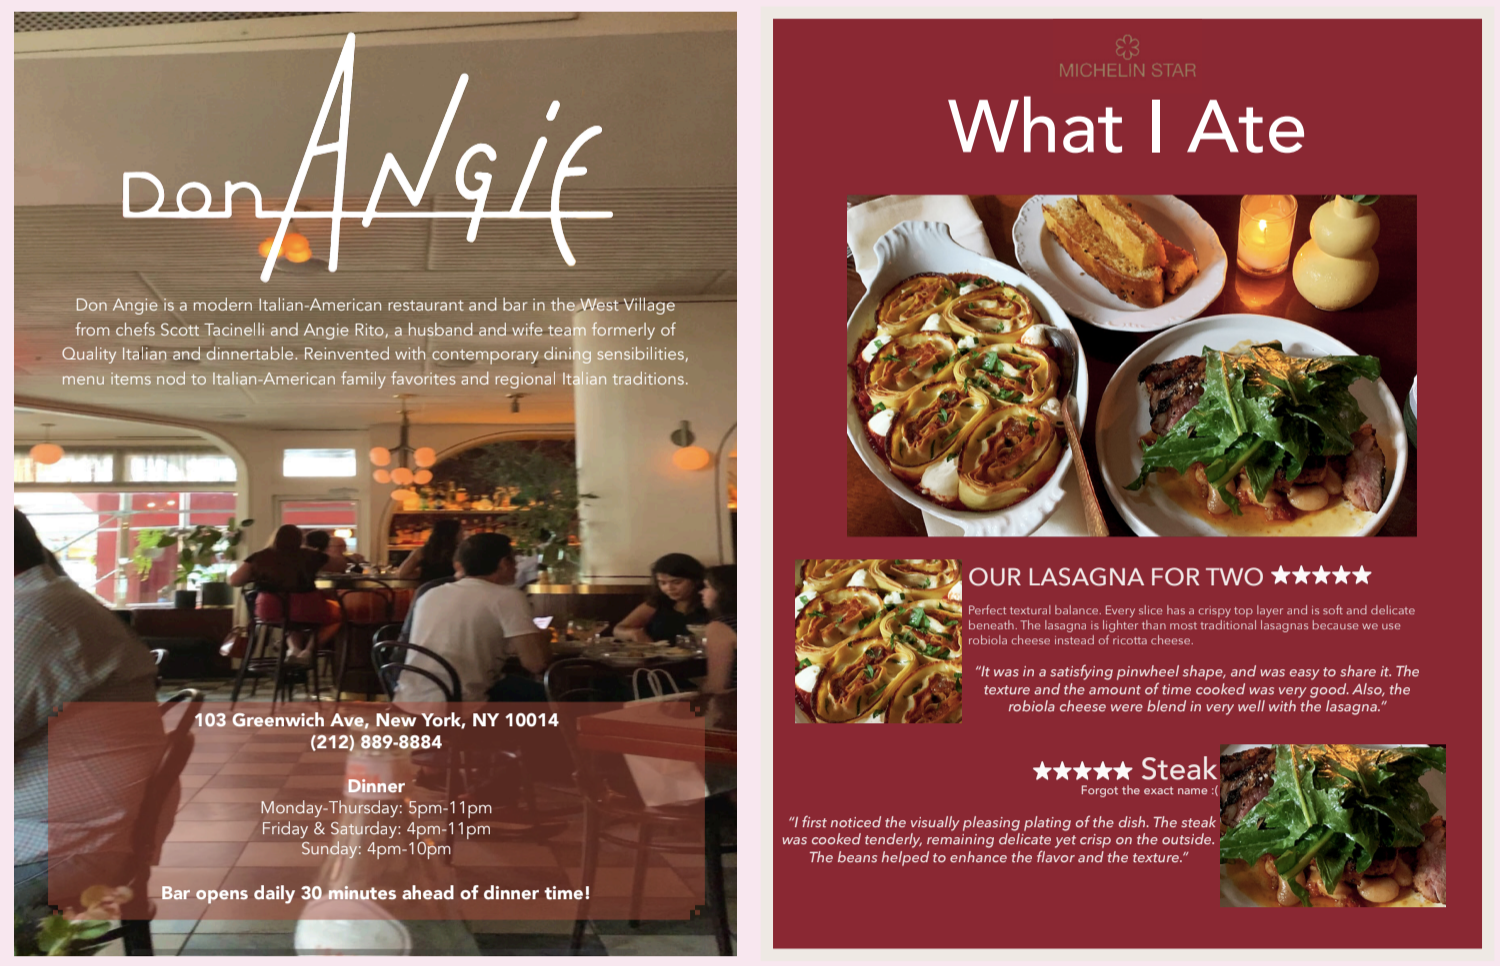 Don ANGiE
Don Angie is a modern Italian-American restaurant and bar in the West Village
from chefs Scott Tacinelli and Angie Rito, a husband and wife team formerly of
Quality Italian and dinnertable. Reinvented with contemporary dining sensibilities,
menu items nod to Italian-American family favorites and regional Italian traditions.
103 Greenwich Ave, New York, NY 10014
(212) 889-8884
Dinner
Monday-Thursday: 5pm-11pm
Friday & Saturday: 4pm-11pm
Sunday: 4pm-10pm
Bar opens daily 30 minutes ahead of dinner time!
MICHELIN STAR
What I Ate
OUR LASAGNA FOR TWO ★★★★★
Perfect textural balance. Every slice has a crispy top layer and is soft and delicate
beneath. The lasagna is lighter than most traditional lasagnas because we use
robiola cheese instead of ricotta cheese.
“It was in a satisfying pinwheel shape, and was easy to share it. The
texture and the amount of time cooked was very good. Also, the
robiola cheese were blend in very well with the lasagna.”
★★★★★ Steak
Forgot the exact name :(
“I first noticed the visually pleasing plating of the dish. The steak
was cooked tenderly, remaining delicate yet crisp on the outside.
The beans helped to enhance the flavor and the texture.”